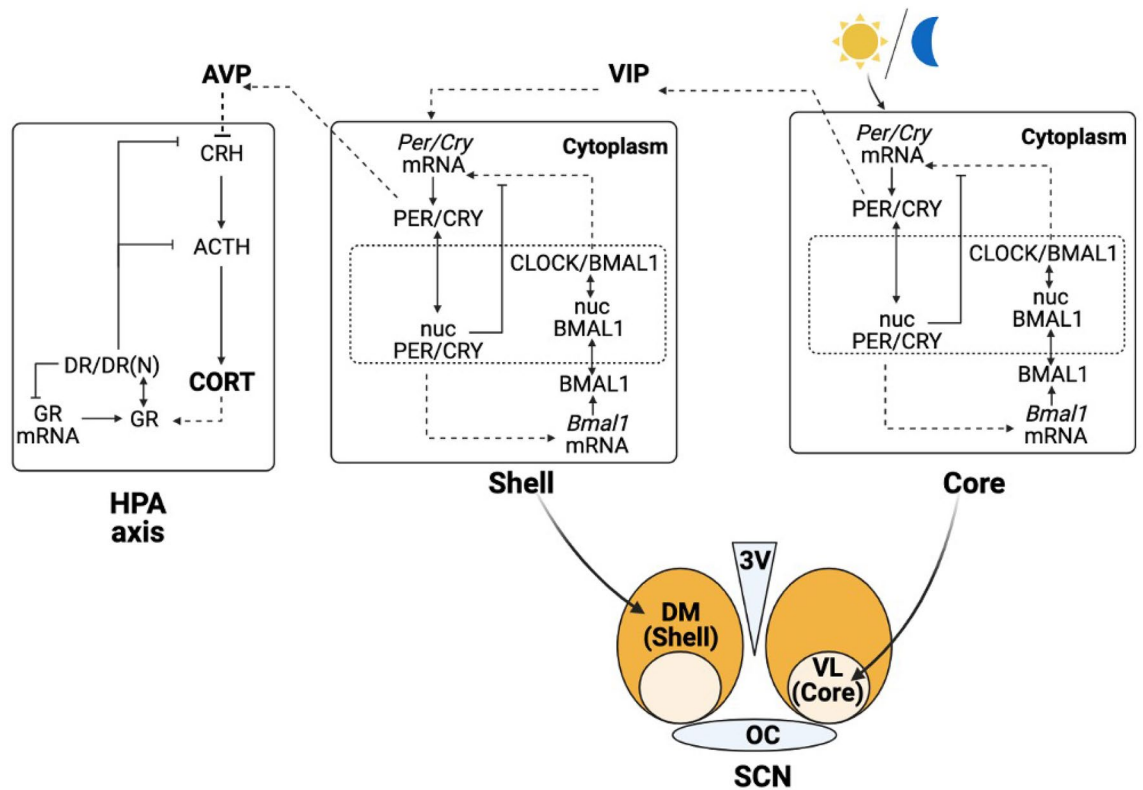 AVP
VIP
CRH
ACTH
DR/DR(N)
CORT
GR
mRNA
GR
HPA
axis
Per/Cry
mRNA
Cytoplasm
PER/CRY
CLOCK/BMAL1
nuc
BMAL1
nuc
PER/CRY
BMAL1
Bmal1
mRNA
Shell
Per/Cry
mRNA
Cytoplasm
PER/CRY
CLOCK/BMAL1
nuc
BMAL1
nuc
PER/CRY
BMAL1
Bmal1
mRNA
Core
3V
DM
(Shell)
VL
(Core)
OC
SCN